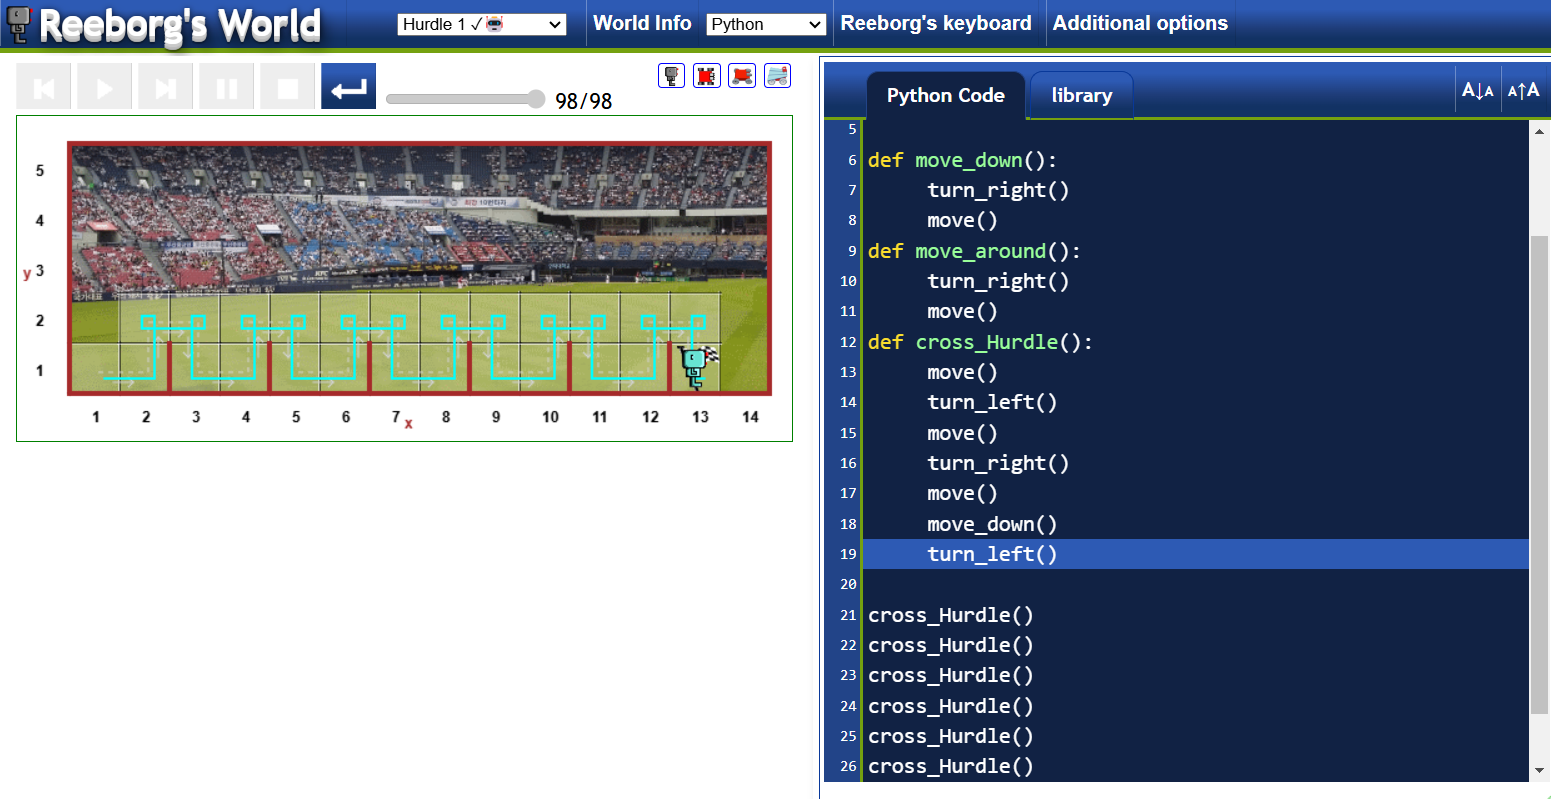 Reeborg's World
Hurdle 1 ✓ 🤖
World Info
Python
Reeborg's keyboard
Additional options
98/98
5
4
y 3
2
1
1 2 3 4 5 6 7 8 9 10 11 12 13 14
x
Python Code
library
A↓A
A↑A
5
6 def move_down():
7 turn_right()
8 move()
9 def move_around():
10 turn_right()
11 move()
12 def cross_Hurdle():
13 move()
14 turn_left()
15 move()
16 turn_right()
17 move()
18 move_down()
19 turn_left()
20
21 cross_Hurdle()
22 cross_Hurdle()
23 cross_Hurdle()
24 cross_Hurdle()
25 cross_Hurdle()
26 cross_Hurdle()